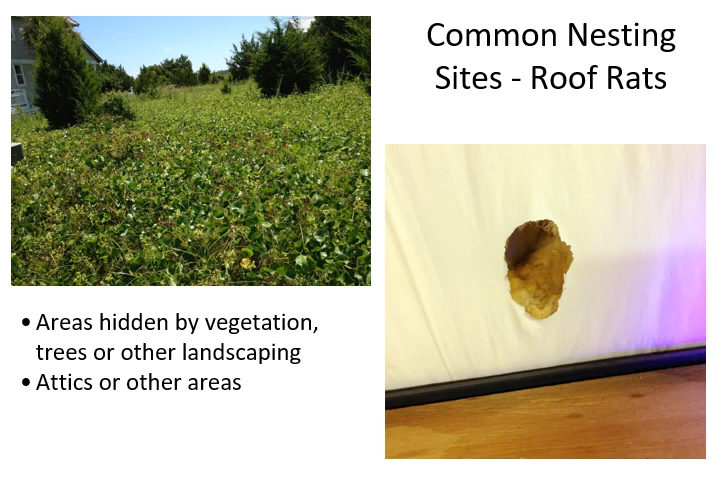 Common Nesting
Sites - Roof Rats
• Areas hidden by vegetation,
trees or other landscaping
• Attics or other areas